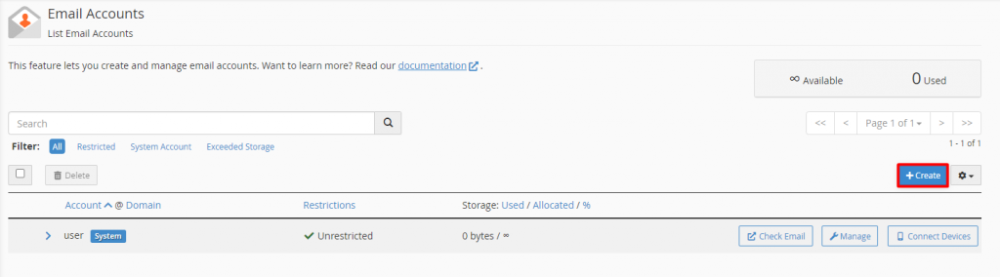 Email Accounts
List Email Accounts
This feature lets you create and manage email accounts. Want to learn more? Read our documentation .
∞ Available 0 Used
Search
<< < Page 1 of 1 > >>
Filter: All Restricted System Account Exceeded Storage
1 - 1 of 1
Delete
+ Create
Account @ Domain Restrictions Storage: Used / Allocated / %
user System Unrestricted 0 bytes / ∞ Check Email Manage Connect Devices